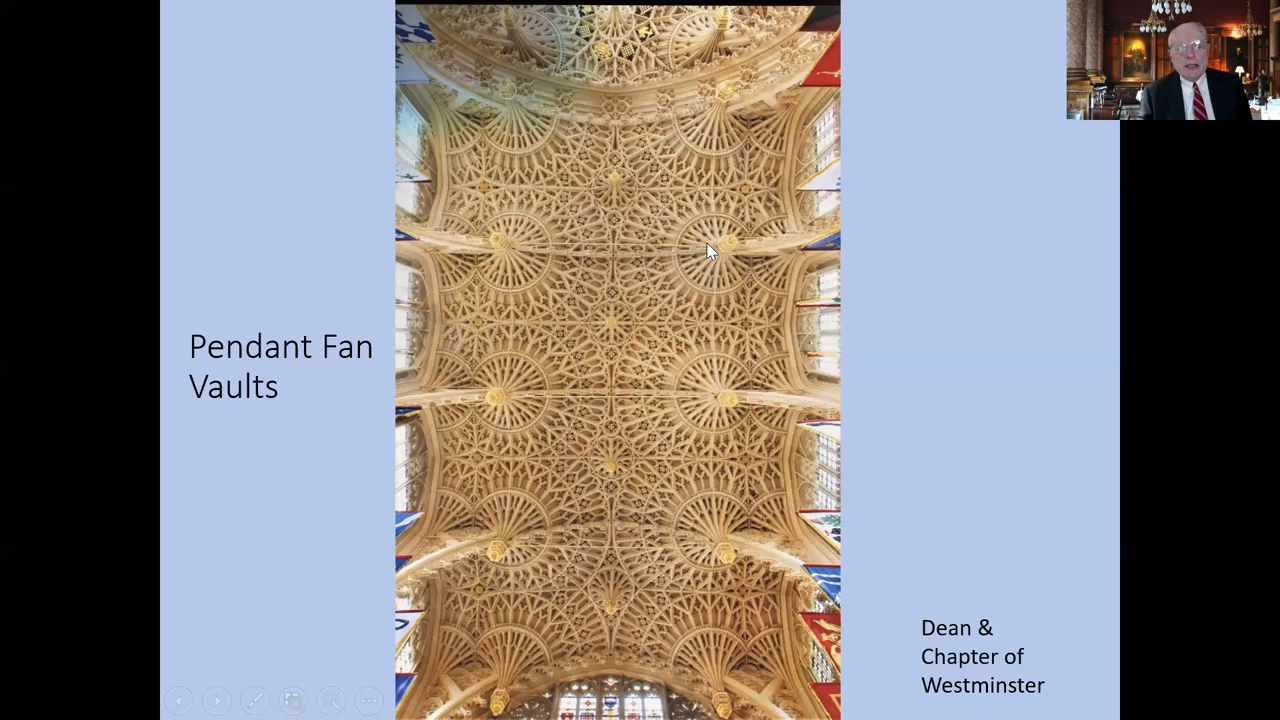 Pendant Fan
Vaults
Dean &
Chapter of
Westminster